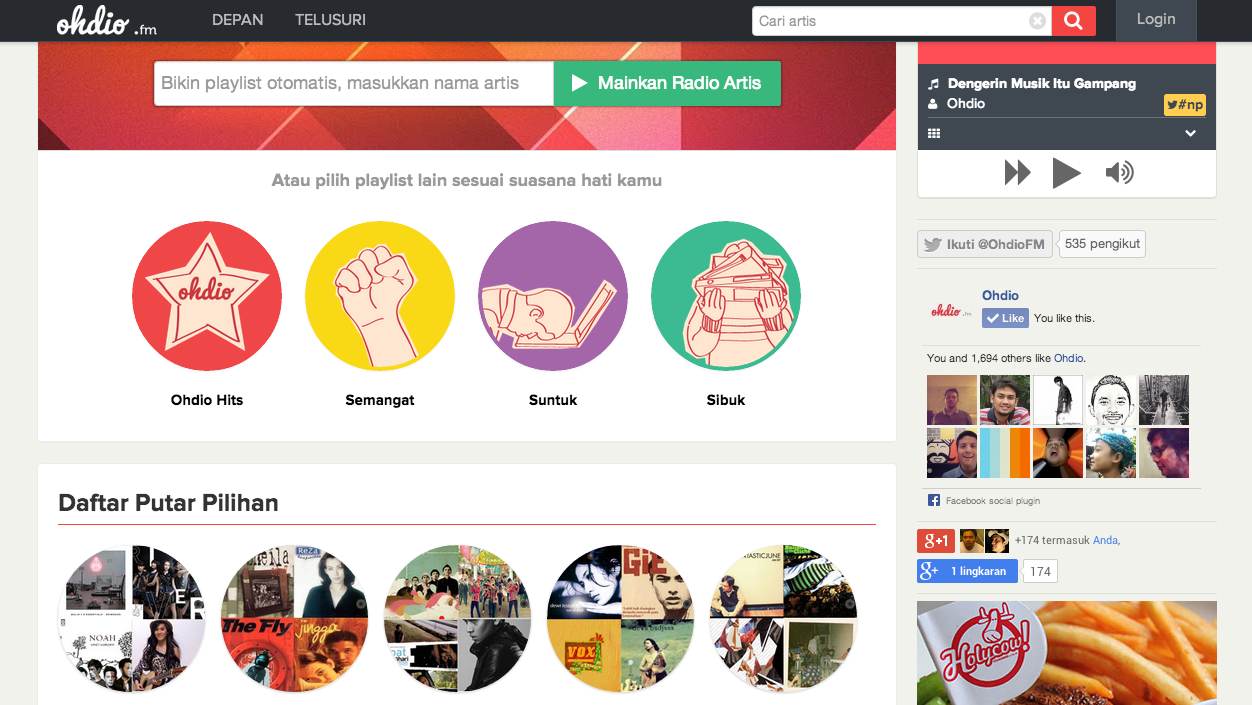 ohdio.fm
DEPAN
TELUSURI
Cari artis
Login
Bikin playlist otomatis, masukkan nama artis
Mainkan Radio Artis
Atau pilih playlist lain sesuai suasana hati kamu
ohdio
Ohdio Hits
Semangat
Suntuk
Sibuk
Daftar Putar Pilihan
NOAH
Reza
The Fly
jingga
GIE
VOX
Dengerin Musik Itu Gampang
Ohdio
#np
Ikuti @OhdioFM
535 pengikut
ohdio.fm
Ohdio
Like
You like this.
You and 1,694 others like Ohdio.
Facebook social plugin
g+1
+174 termasuk Anda,
g+ 1 lingkaran
174
Holycow!